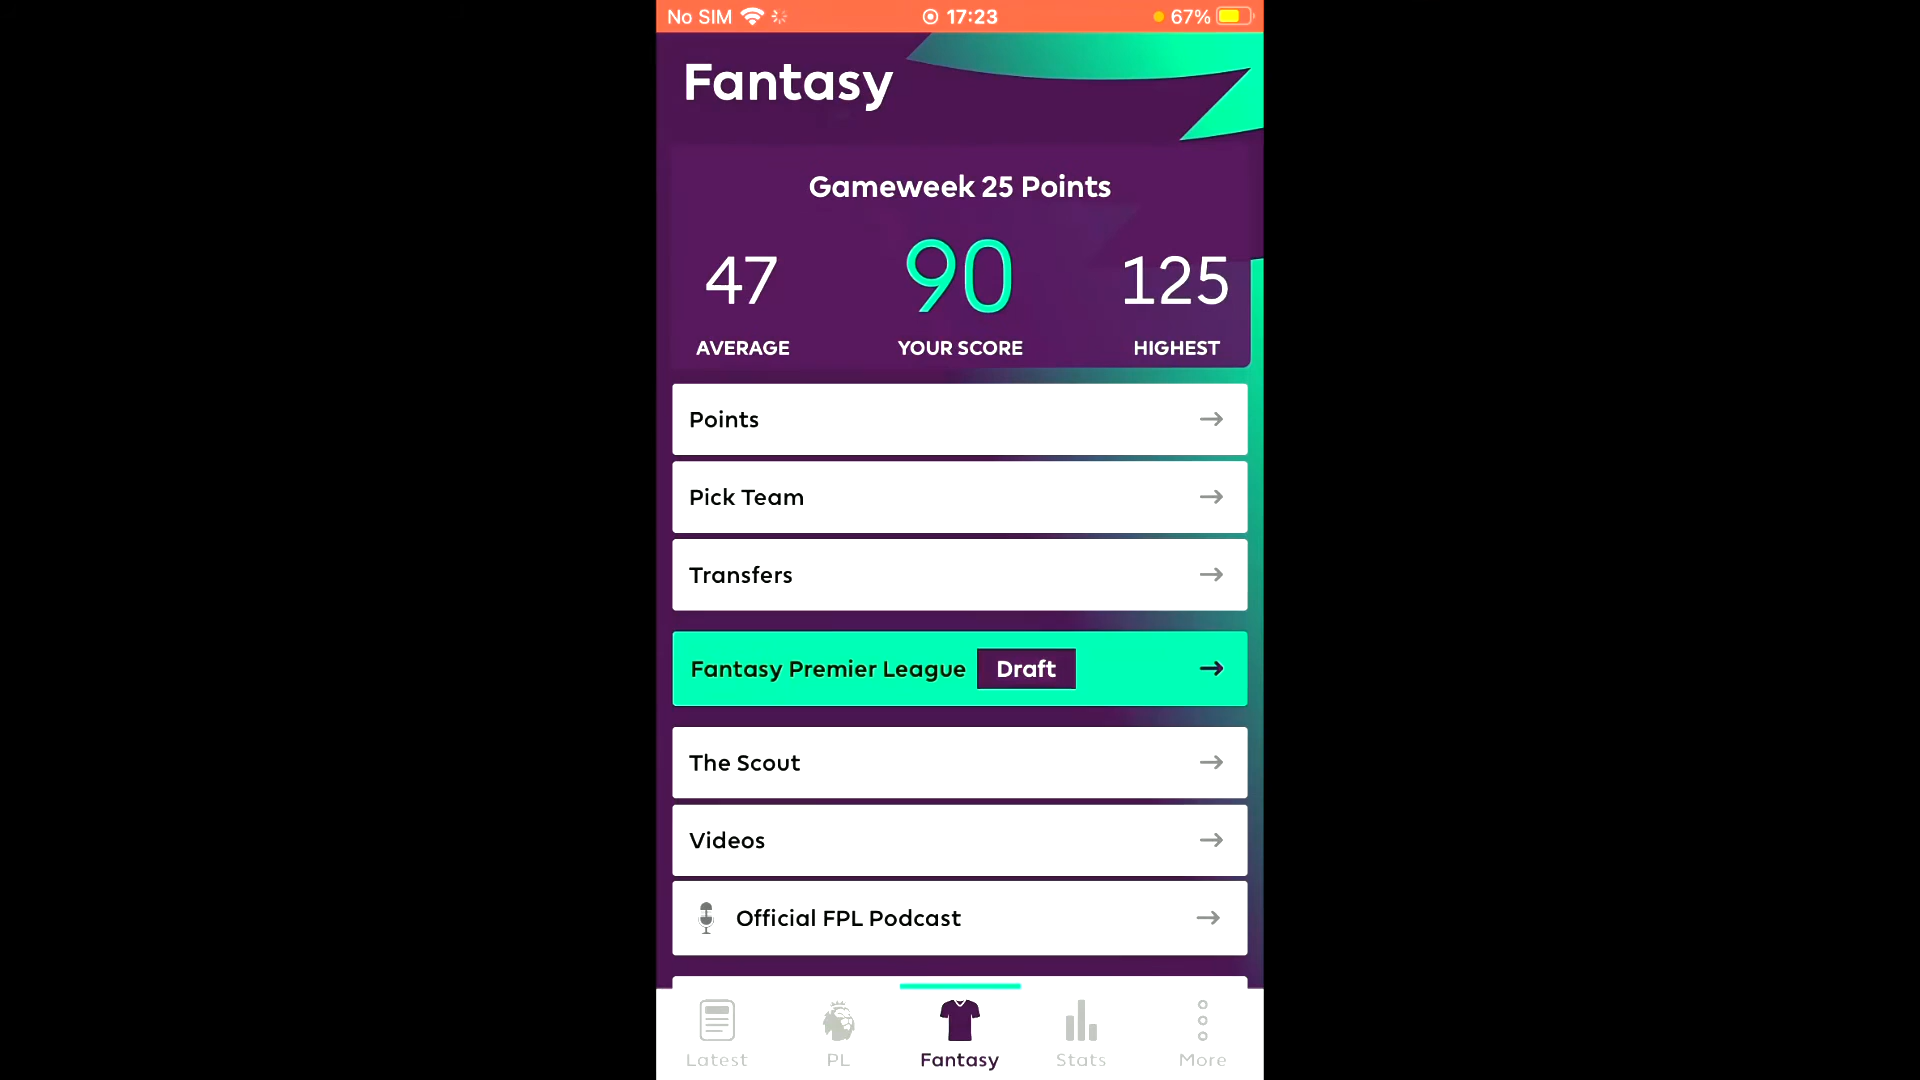 No SIM 17:23 67%
Fantasy
Gameweek 25 Points
47 90 125
AVERAGE YOUR SCORE HIGHEST
Points
Pick Team
Transfers
Fantasy Premier League Draft
The Scout
Videos
Official FPL Podcast
Latest PL Fantasy Stats More